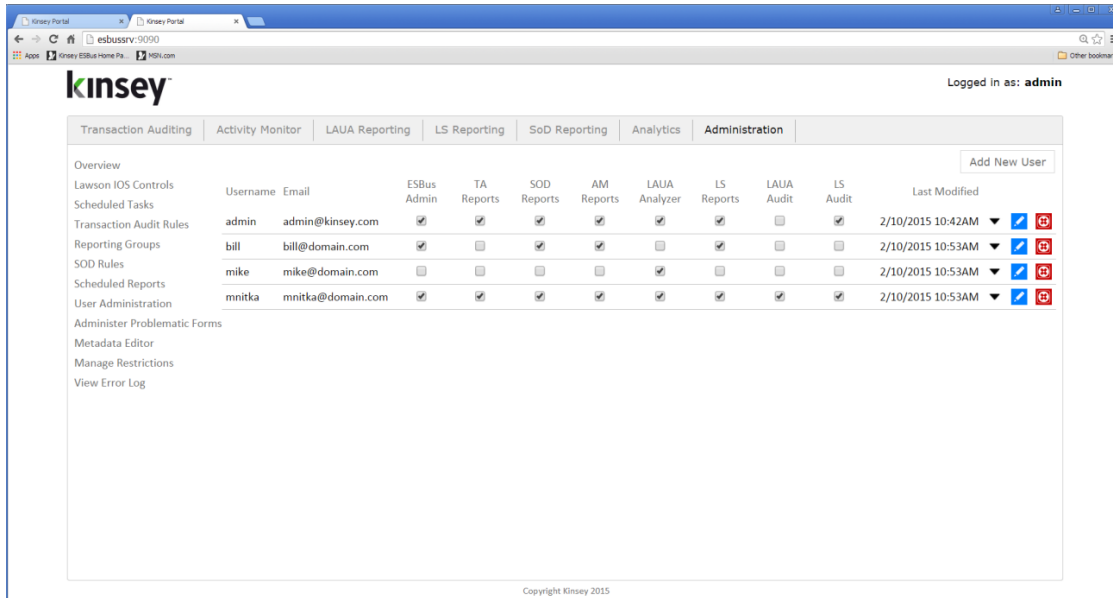 Kinsey Portal
Kinsey Portal
esbussrv:9090
Apps Kinsey ESBus Home Pa... MSN.com
Other bookmar
kinsey™
Logged in as: admin
Transaction Auditing Activity Monitor LAUA Reporting LS Reporting SoD Reporting Analytics Administration
Add New User
Overview
Lawson IOS Controls
Scheduled Tasks
Transaction Audit Rules
Reporting Groups
SOD Rules
Scheduled Reports
User Administration
Administer Problematic Forms
Metadata Editor
Manage Restrictions
View Error Log
Username Email ESBus Admin TA Reports SOD Reports AM Reports LAUA Analyzer LS Reports LAUA Audit LS Audit Last Modified
admin admin@kinsey.com 2/10/2015 10:42AM
bill bill@domain.com 2/10/2015 10:53AM
mike mike@domain.com 2/10/2015 10:53AM
mnitka mnitka@domain.com 2/10/2015 10:53AM
Copyright Kinsey 2015